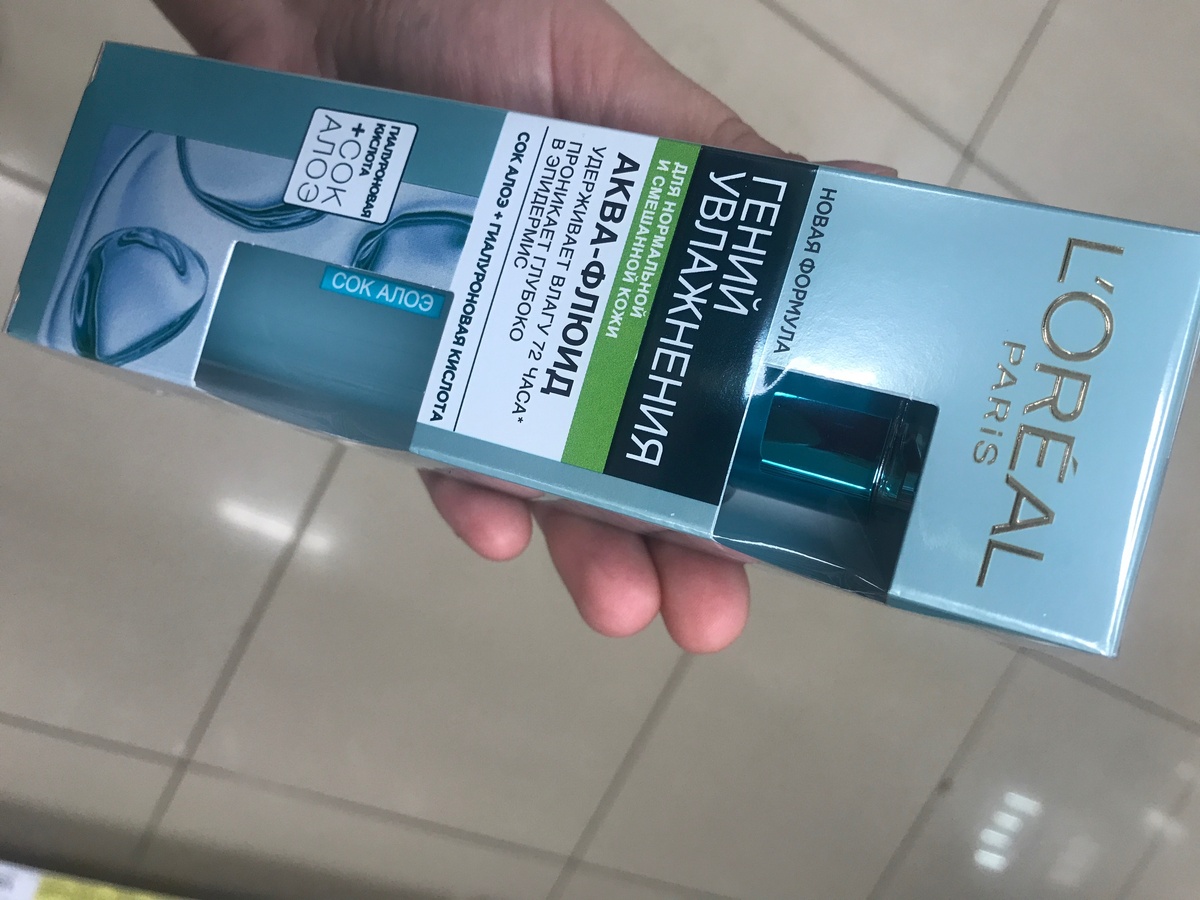 L'ORÉAL
PARiS
НОВАЯ ФОРМУЛА
ГЕНИЙ
УВЛАЖНЕНИЯ
ДЛЯ НОРМАЛЬНОЙ
И СМЕШАННОЙ КОЖИ
АКВА-ФЛЮИД
УДЕРЖИВАЕТ ВЛАГУ 72 ЧАСА*
ПРОНИКАЕТ ГЛУБОКО
В ЭПИДЕРМИС
СОК АЛОЭ + ГИАЛУРОНОВАЯ КИСЛОТА
СОК АЛОЭ
ГИАЛУРОНОВАЯ
КИСЛОТА
+СОК
АЛОЭ